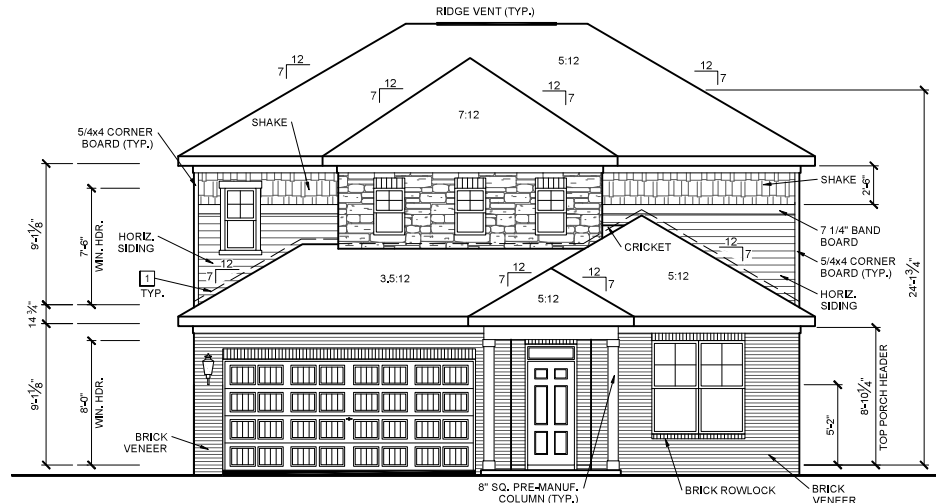 RIDGE VENT (TYP.)
12
7
5:12
12
7
12
7
12
7
7:12
5/4x4 CORNER
BOARD (TYP.)
SHAKE
SHAKE
2'-6"
9'-1 1/8"
7'-6"
WIN. HDR.
HORIZ.
SIDING
7 1/4" BAND
BOARD
CRICKET
5/4x4 CORNER
BOARD (TYP.)
24'-1 3/4"
12
7
1
TYP.
3.5:12
12
7
12
7
5:12
12
7
5:12
HORIZ.
SIDING
14 3/4"
9'-1 1/8"
8'-0"
WIN. HDR.
5'-2"
8'-10 1/4"
TOP PORCH HEADER
BRICK
VENEER
8" SQ. PRE-MANUF.
COLUMN (TYP.)
BRICK ROWLOCK
BRICK
VENEER